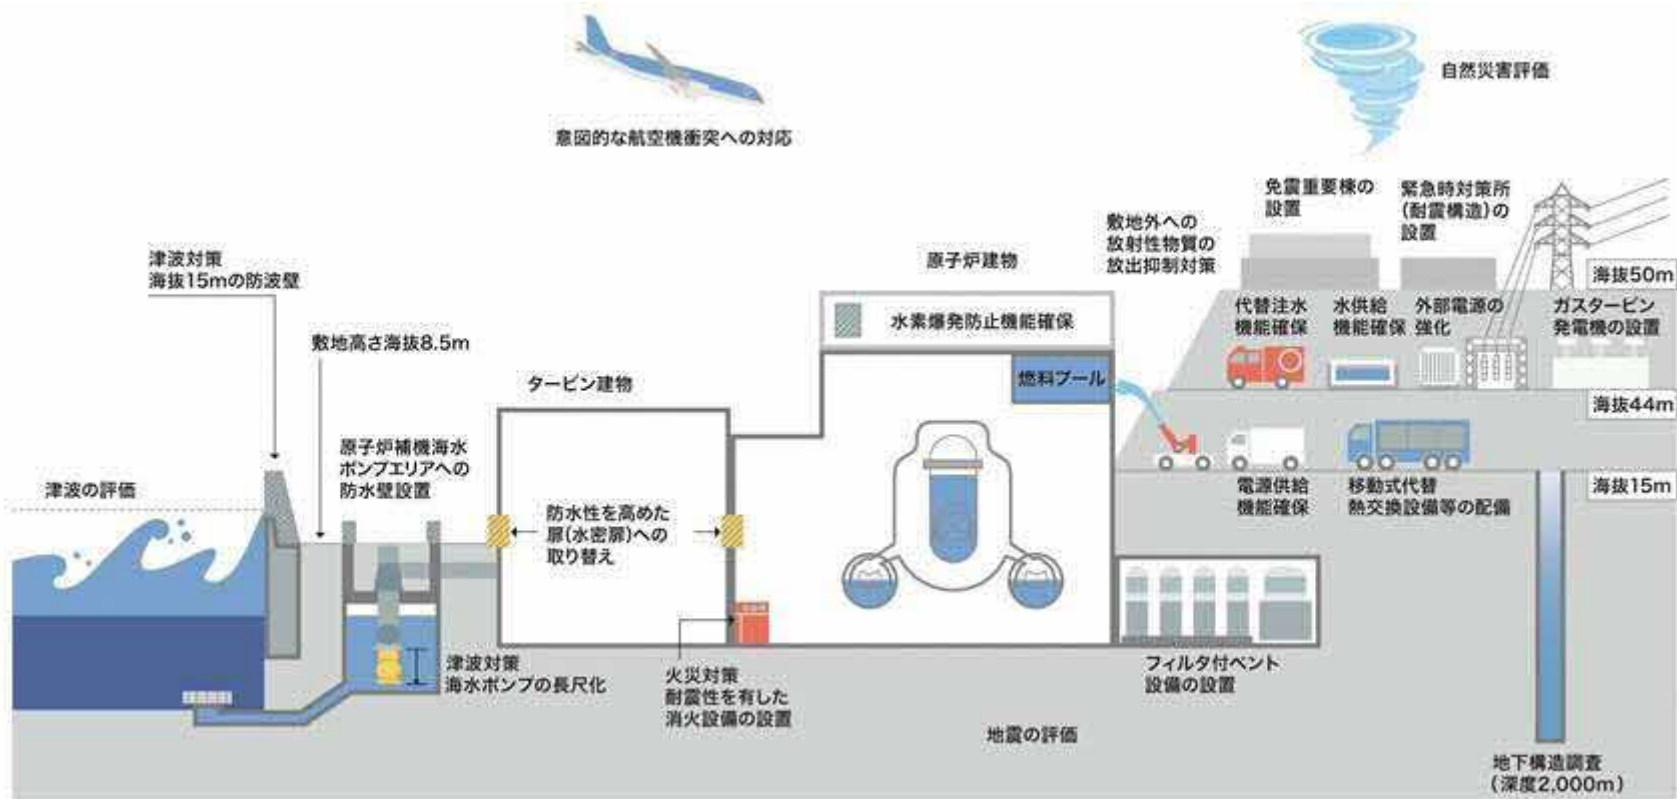 自然災害評価
意図的な航空機衝突への対応
免震重要棟の
設置
緊急時対策所
(耐震構造)の
設置
敷地外への
放射性物質の
放出抑制対策
津波対策
海抜15mの防波壁
原子炉建物
海抜50m
代替注水
機能確保
水供給
機能確保
外部電源の
強化
ガスタービン
発電機の設置
水素爆発防止機能確保
敷地高さ海抜8.5m
タービン建物
燃料プール
海抜44m
原子炉補機海水
ポンプエリアへの
防水壁設置
津波の評価
電源供給
機能確保
移動式代替
熱交換設備等の配備
海抜15m
防水性を高めた
扉(水密扉)への
取り替え
津波対策
海水ポンプの長尺化
火災対策
耐震性を有した
消火設備の設置
フィルタ付ベント
設備の設置
地震の評価
地下構造調査
(深度2,000m)